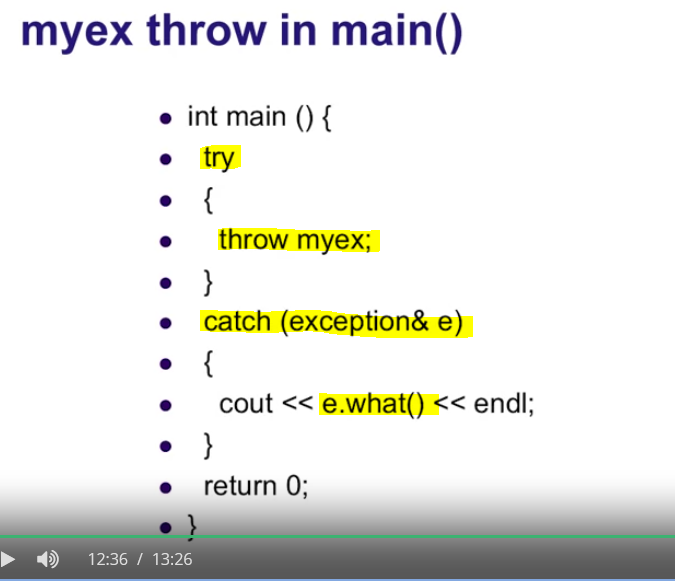 myex throw in main()
• int main () {
• try
• {
• throw myex;
• }
• catch (exception& e)
• {
• cout << e.what() << endl;
• }
• return 0;
• }
12:36 / 13:26